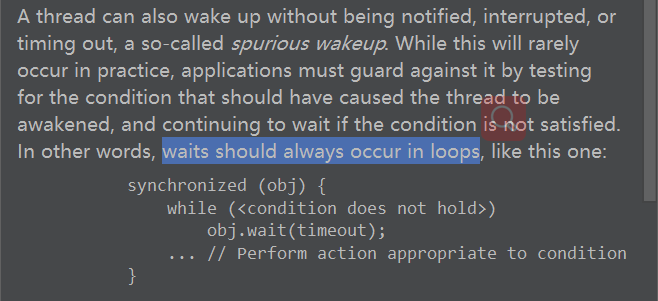 A thread can also wake up without being notified, interrupted, or
timing out, a so-called spurious wakeup. While this will rarely
occur in practice, applications must guard against it by testing
for the condition that should have caused the thread to be
awakened, and continuing to wait if the condition is not satisfied.
In other words, waits should always occur in loops, like this one:
synchronized (obj) {
    while (<condition does not hold>)
        obj.wait(timeout);
    ... // Perform action appropriate to condition
}